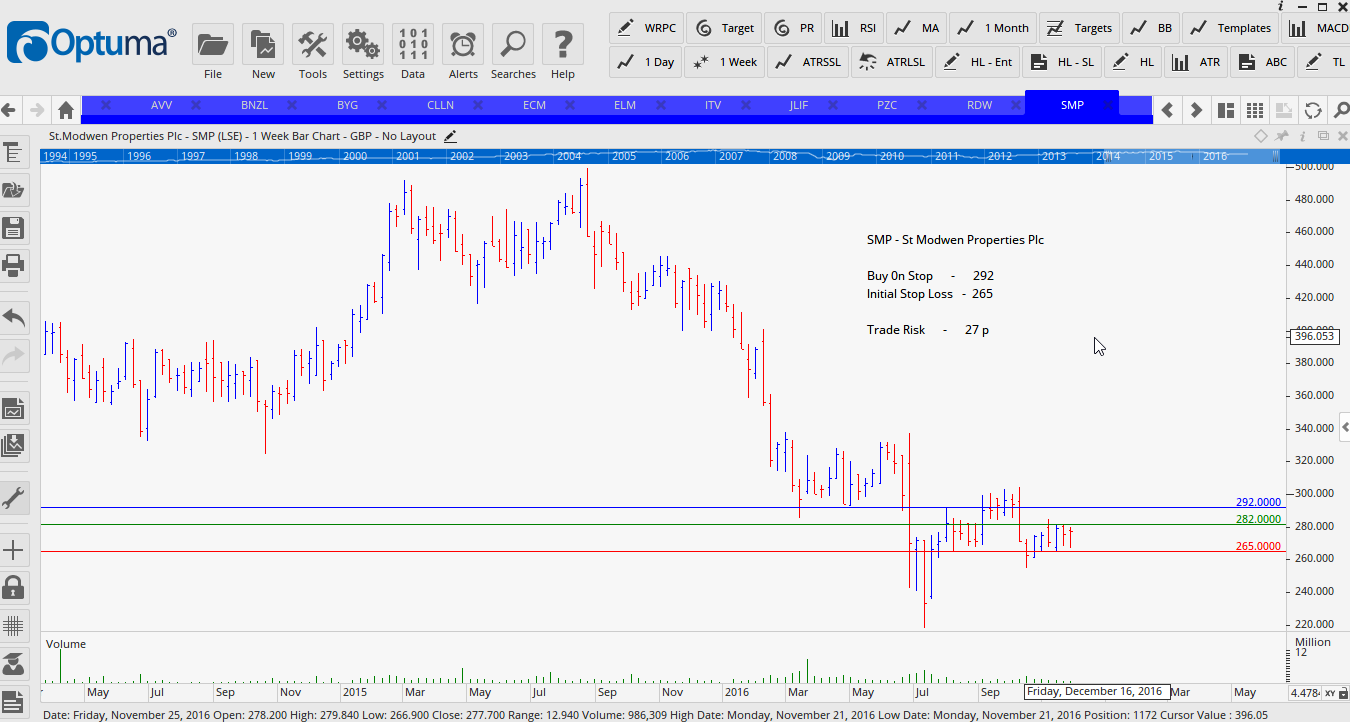 i
Optuma®
File New Tools Settings Data Alerts Searches Help
WRPC Target PR RSI MA 1 Month Targets BB Templates MACD
1 Day 1 Week ATRSSL ATRLSL HL - Ent HL - SL HL ATR ABC TL
AVV BNZL BYG CLLN ECM ELM ITV JLIF PZC RDW SMP
St.Modwen Properties Plc - SMP (LSE) - 1 Week Bar Chart - GBP - No Layout
1994 1995 1996 1997 1998 1999 2000 2001 2002 2003 2004 2005 2006 2007 2008 2009 2010 2011 2012 2013 2014 2015 2016
500.000
480.000
460.000
440.000
420.000
396.053
380.000
360.000
340.000
320.000
300.000
280.000
260.000
240.000
220.000
SMP - St Modwen Properties Plc
Buy 0n Stop - 292
Initial Stop Loss - 265
Trade Risk - 27 p
292.0000
282.0000
265.0000
Volume
Million
12
May Jul Sep Nov 2015 Mar May Jul Sep Nov 2016 Mar May Jul Sep Friday, December 16, 2016 Mar May
4.478 XY
Date: Friday, November 25, 2016 Open: 278.200 High: 279.840 Low: 266.900 Close: 277.700 Range: 12.940 Volume: 986,309 High Date: Monday, November 21, 2016 Low Date: Monday, November 21, 2016 Position: 1172 Cursor Value : 396.05